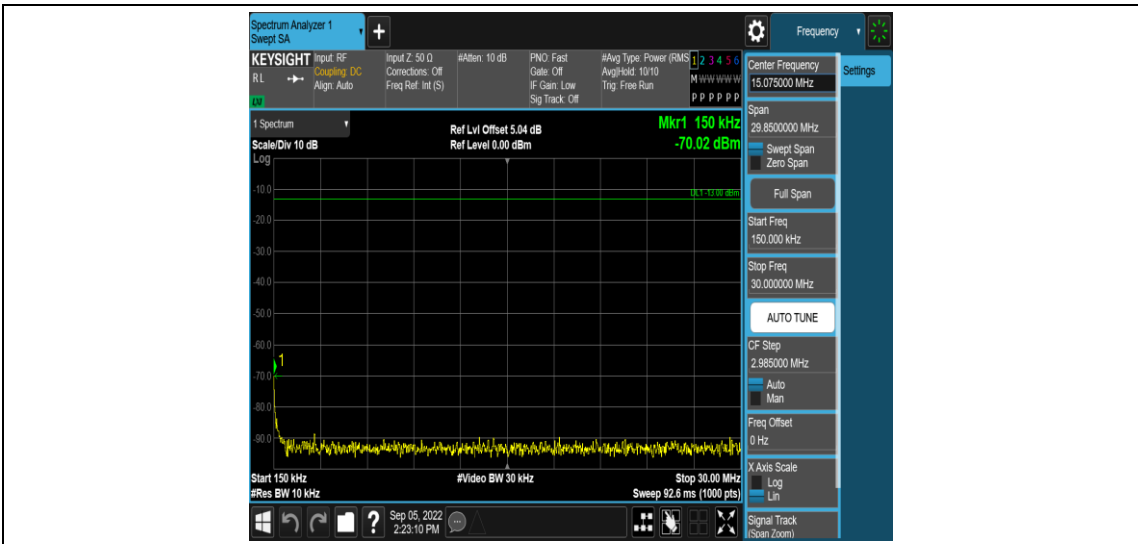 Spectrum Analyzer 1
Swept SA
+
Frequency
KEYSIGHT
RL
LXI
Input: RF
Coupling: DC
Align: Auto
Input Z: 50 Ω
Corrections: Off
Freq Ref: Int (S)
#Atten: 10 dB
PNO: Fast
Gate: Off
IF Gain: Low
Sig Track: Off
#Avg Type: Power (RMS
Avg|Hold: 10/10
Trig: Free Run
1 2 3 4 5 6
M W W W W W
P P P P P P
Center Frequency
15.075000 MHz
Settings
Span
29.8500000 MHz
Swept Span
Zero Span
Full Span
Start Freq
150.000 kHz
Stop Freq
30.000000 MHz
AUTO TUNE
CF Step
2.985000 MHz
Auto
Man
Freq Offset
0 Hz
X Axis Scale
Log
Lin
Signal Track
(Span Zoom)
1 Spectrum
Scale/Div 10 dB
Log
Ref Lvl Offset 5.04 dB
Ref Level 0.00 dBm
Mkr1 150 kHz
-70.02 dBm
DL1 -13.00 dBm
-10.0
-20.0
-30.0
-40.0
-50.0
-60.0
1
-70.0
-80.0
-90.0
Start 150 kHz
#Video BW 30 kHz
Stop 30.00 MHz
#Res BW 10 kHz
Sweep 92.6 ms (1000 pts)
?
Sep 05, 2022
2:23:10 PM